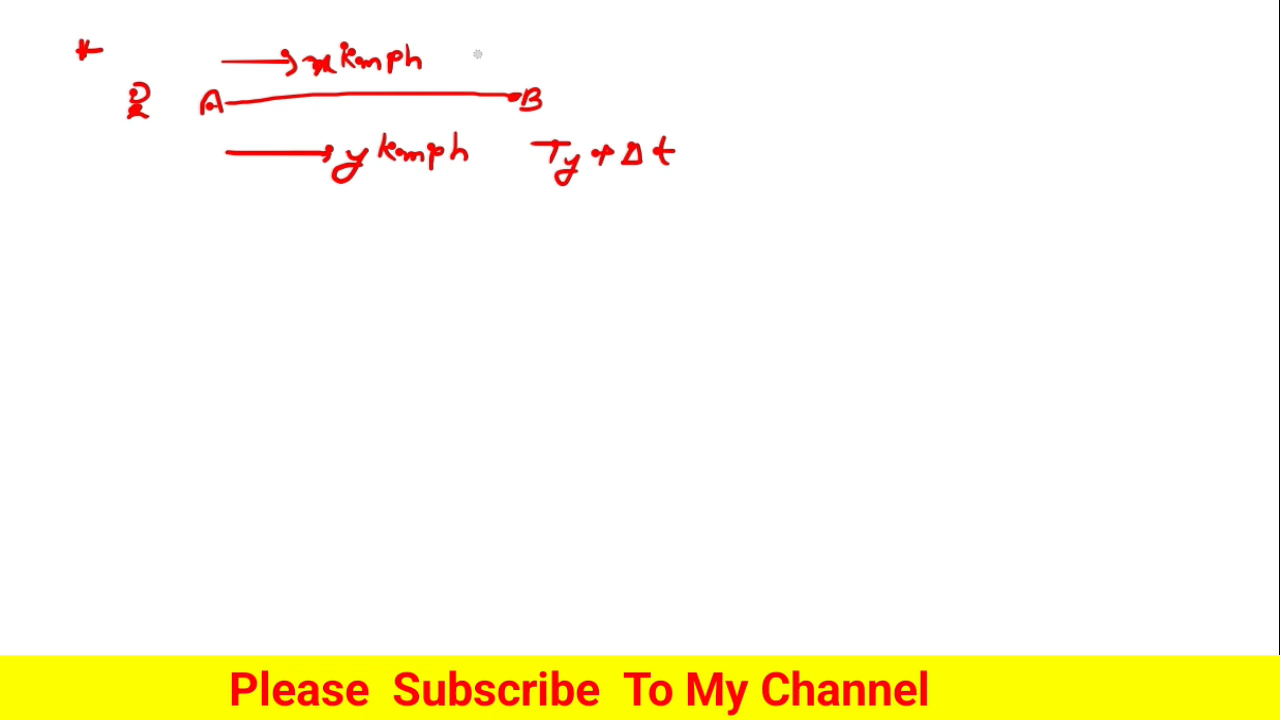 *
→ x kmph
A B
→ y kmph Ty + Δt
Please Subscribe To My Channel